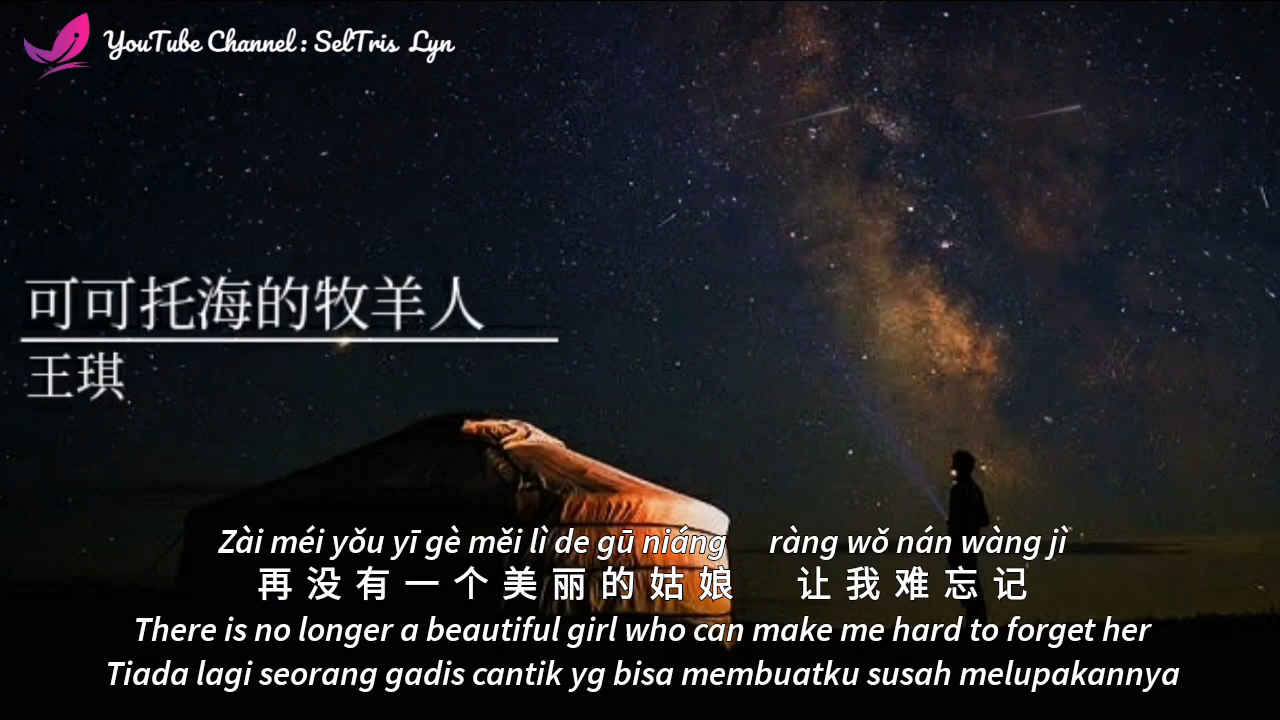 YouTube Channel : SelTris Lyn
可可托海的牧羊人
王琪
Zài méi yǒu yī gè měi lì de gū niáng ràng wǒ nán wàng jì
再没有一个美丽的姑娘 让我难忘记
There is no longer a beautiful girl who can make me hard to forget her
Tiada lagi seorang gadis cantik yg bisa membuatku susah melupakannya